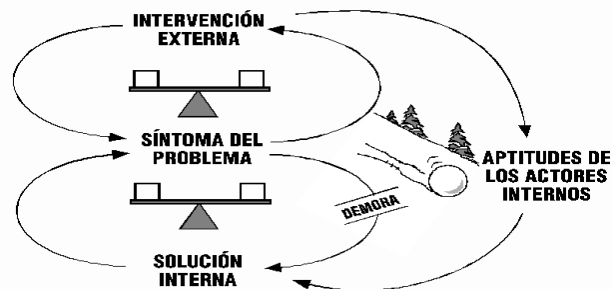 INTERVENCIÓN
EXTERNA
SÍNTOMA DEL
PROBLEMA
APTITUDES DE
LOS ACTORES
INTERNOS
DEMORA
SOLUCIÓN
INTERNA